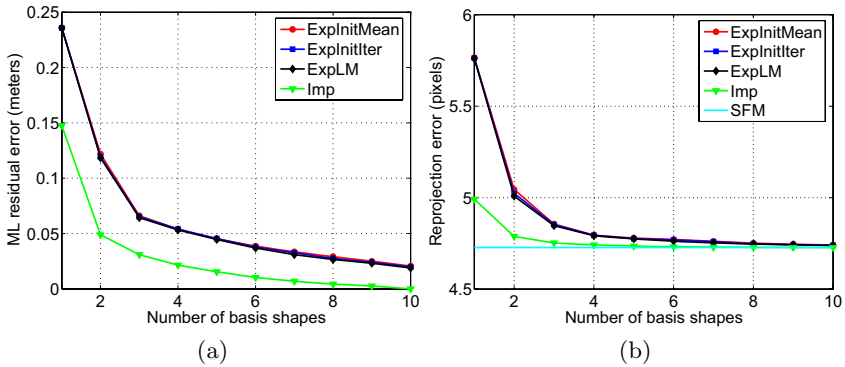 0.25
0.2
0.15
0.1
0.05
0
2
4
6
8
10
ML residual error (meters)
Number of basis shapes
ExpInitMean
ExpInitIter
ExpLM
Imp
(a)
6
5.5
5
4.5
2
4
6
8
10
Reprojection error (pixels)
Number of basis shapes
ExpInitMean
ExpInitIter
ExpLM
Imp
SFM
(b)